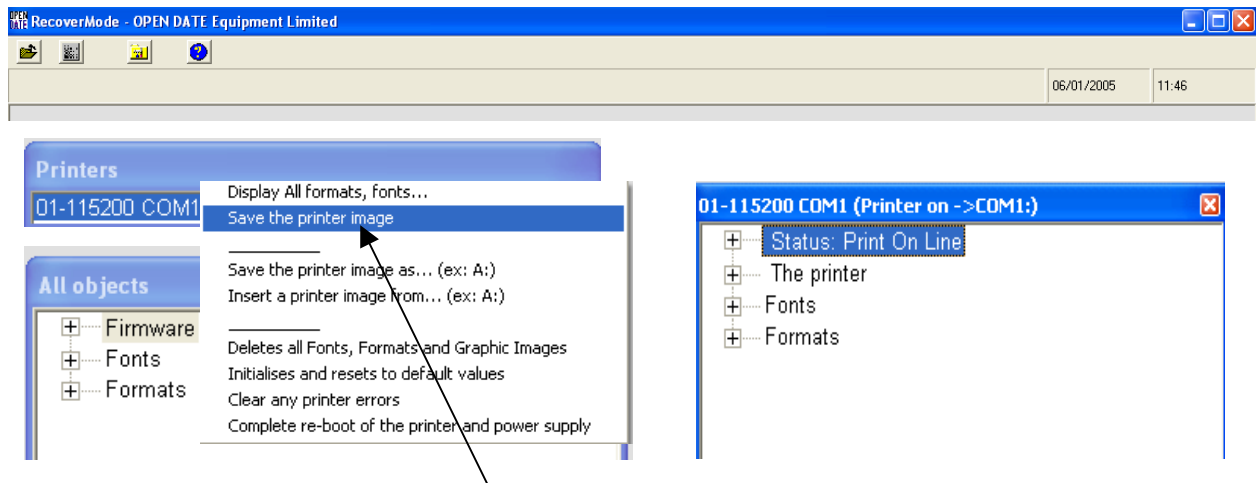 OPEN DATE RecoverMode - OPEN DATE Equipment Limited
06/01/2005 11:46
Printers
01-115200 COM1
Display All formats, fonts...
Save the printer image
Save the printer image as... (ex: A:)
Insert a printer image from... (ex: A:)
Deletes all Fonts, Formats and Graphic Images
Initialises and resets to default values
Clear any printer errors
Complete re-boot of the printer and power supply
All objects
Firmware
Fonts
Formats
01-115200 COM1 (Printer on ->COM1:)
Status: Print On Line
The printer
Fonts
Formats